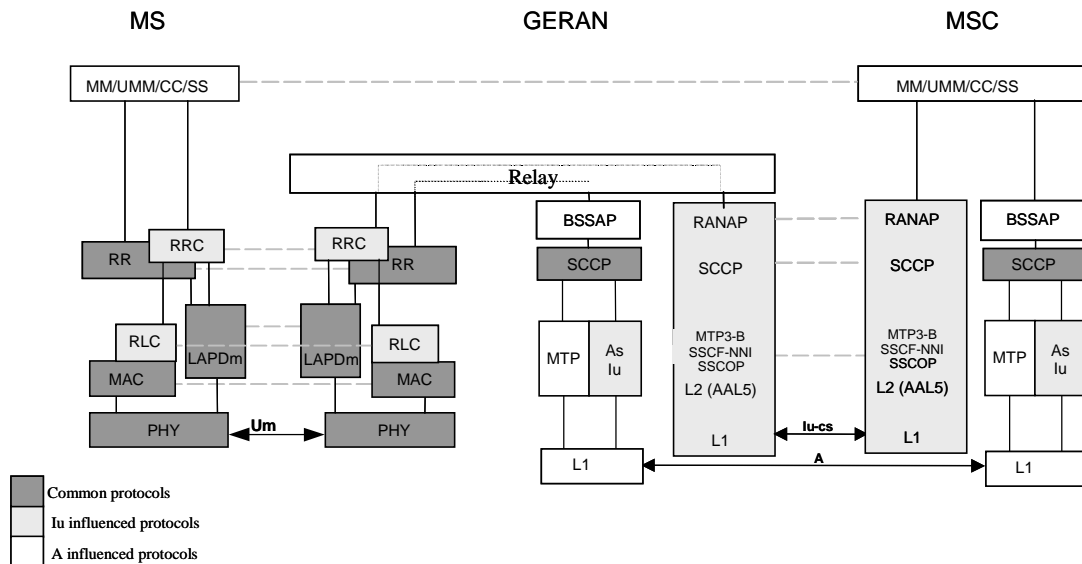 MS
GERAN
MSC
MM/UMM/CC/SS
MM/UMM/CC/SS
Relay
BSSAP
RANAP
RANAP
BSSAP
RRC
RR
RRC
RR
SCCP
SCCP
SCCP
SCCP
RLC
LAPDm
LAPDm
RLC
MAC
MAC
MTP
As
Iu
MTP3-B
SSCF-NNI
SSCOP
L2 (AAL5)
MTP3-B
SSCF-NNI
SSCOP
L2 (AAL5)
MTP
As
Iu
PHY
Um
PHY
L1
Iu-cs
L1
L1
A
L1
Common protocols
Iu influenced protocols
A influenced protocols